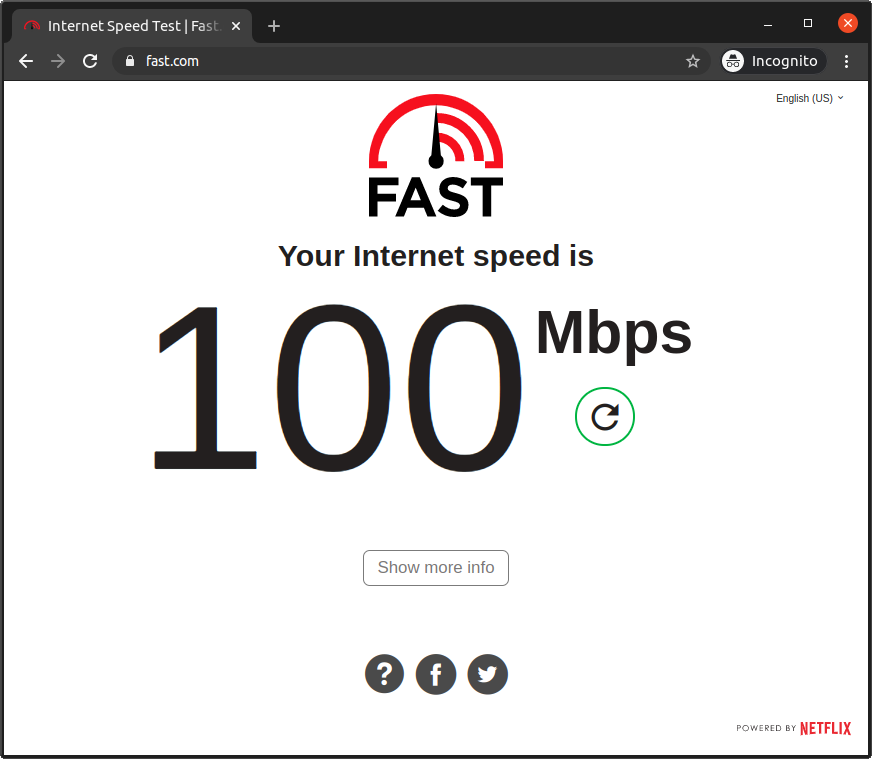 Internet Speed Test | Fast.
fast.com
Incognito
English (US)
FAST
Your Internet speed is
100 Mbps
Show more info
?
f
POWERED BY NETFLIX